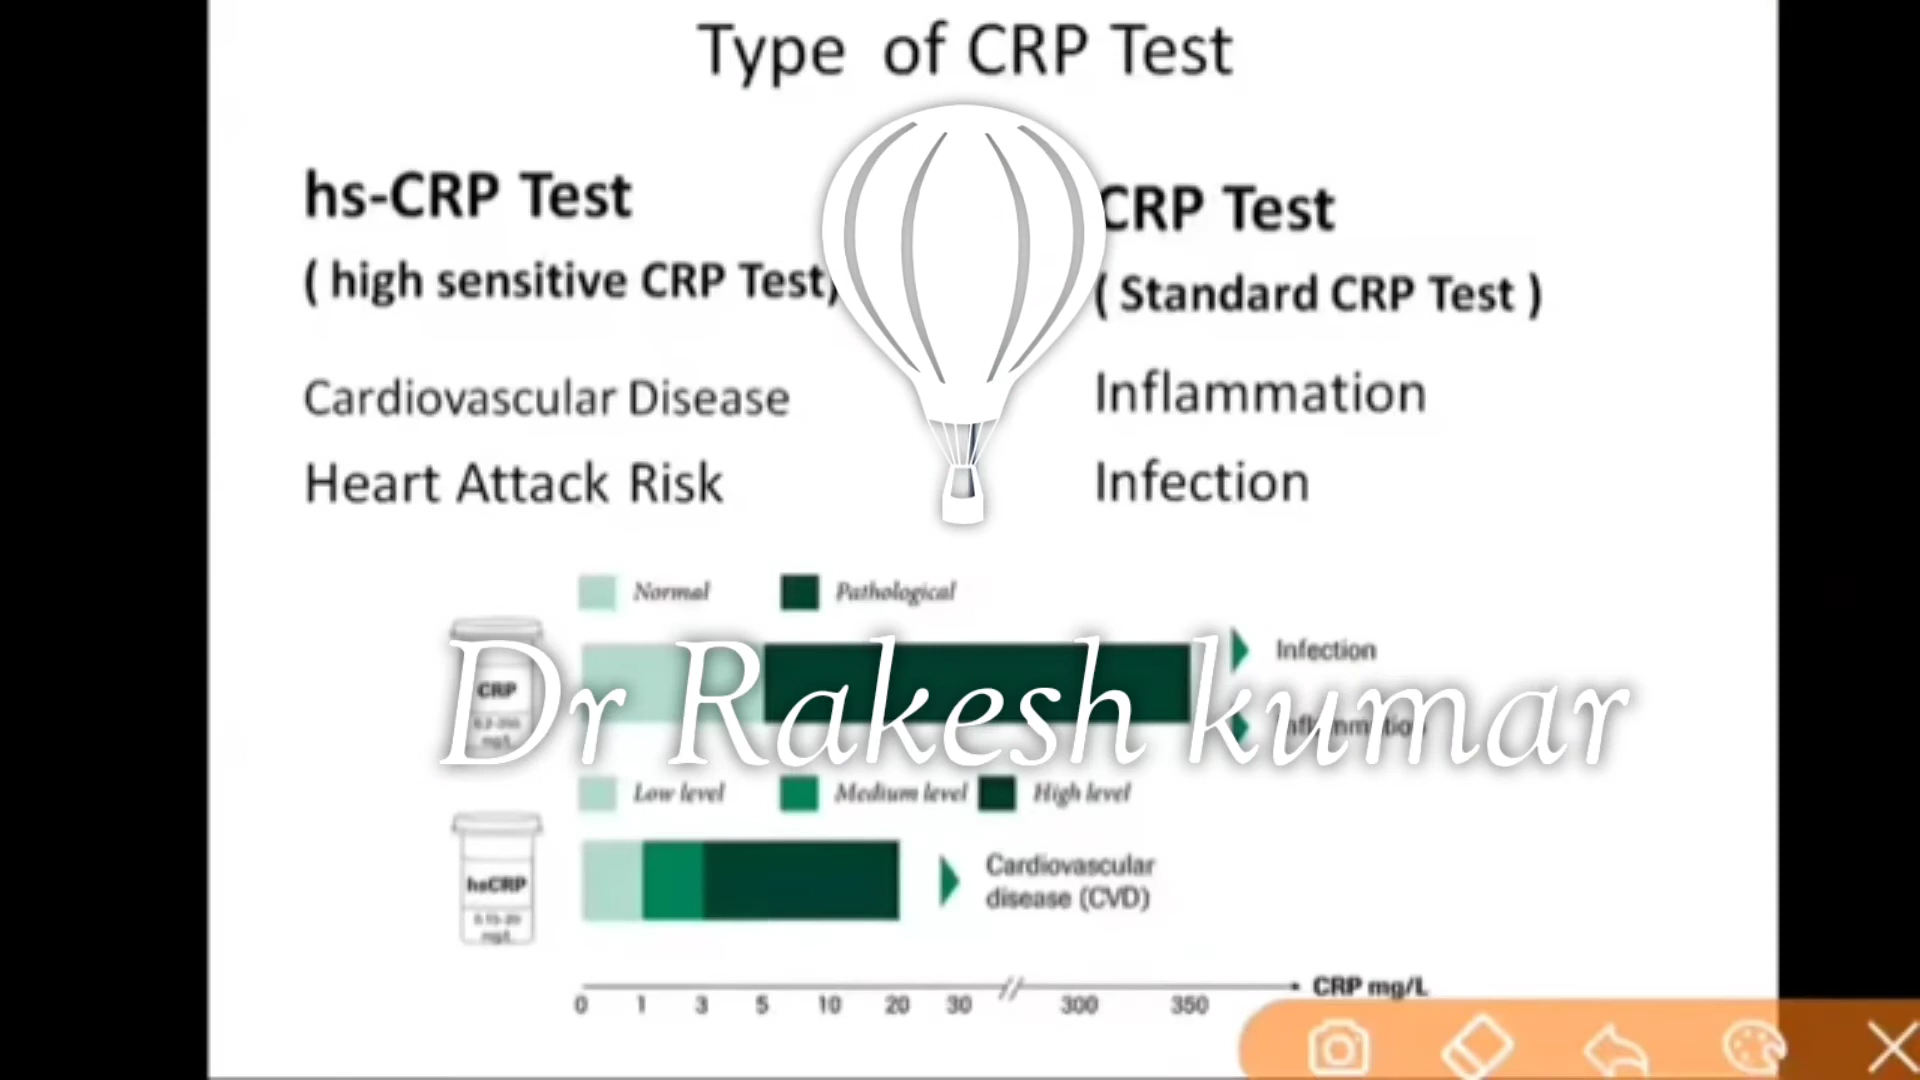 Type of CRP Test
hs-CRP Test
( high sensitive CRP Test)
Cardiovascular Disease
Heart Attack Risk
CRP Test
( Standard CRP Test )
Inflammation
Infection
Normal
Pathological
CRP
Infection
Inflammation
Dr Rakesh kumar
Low level
Medium level
High level
hsCRP
Cardiovascular
disease (CVD)
0 1 3 5 10 20 30 // 300 350
CRP mg/L